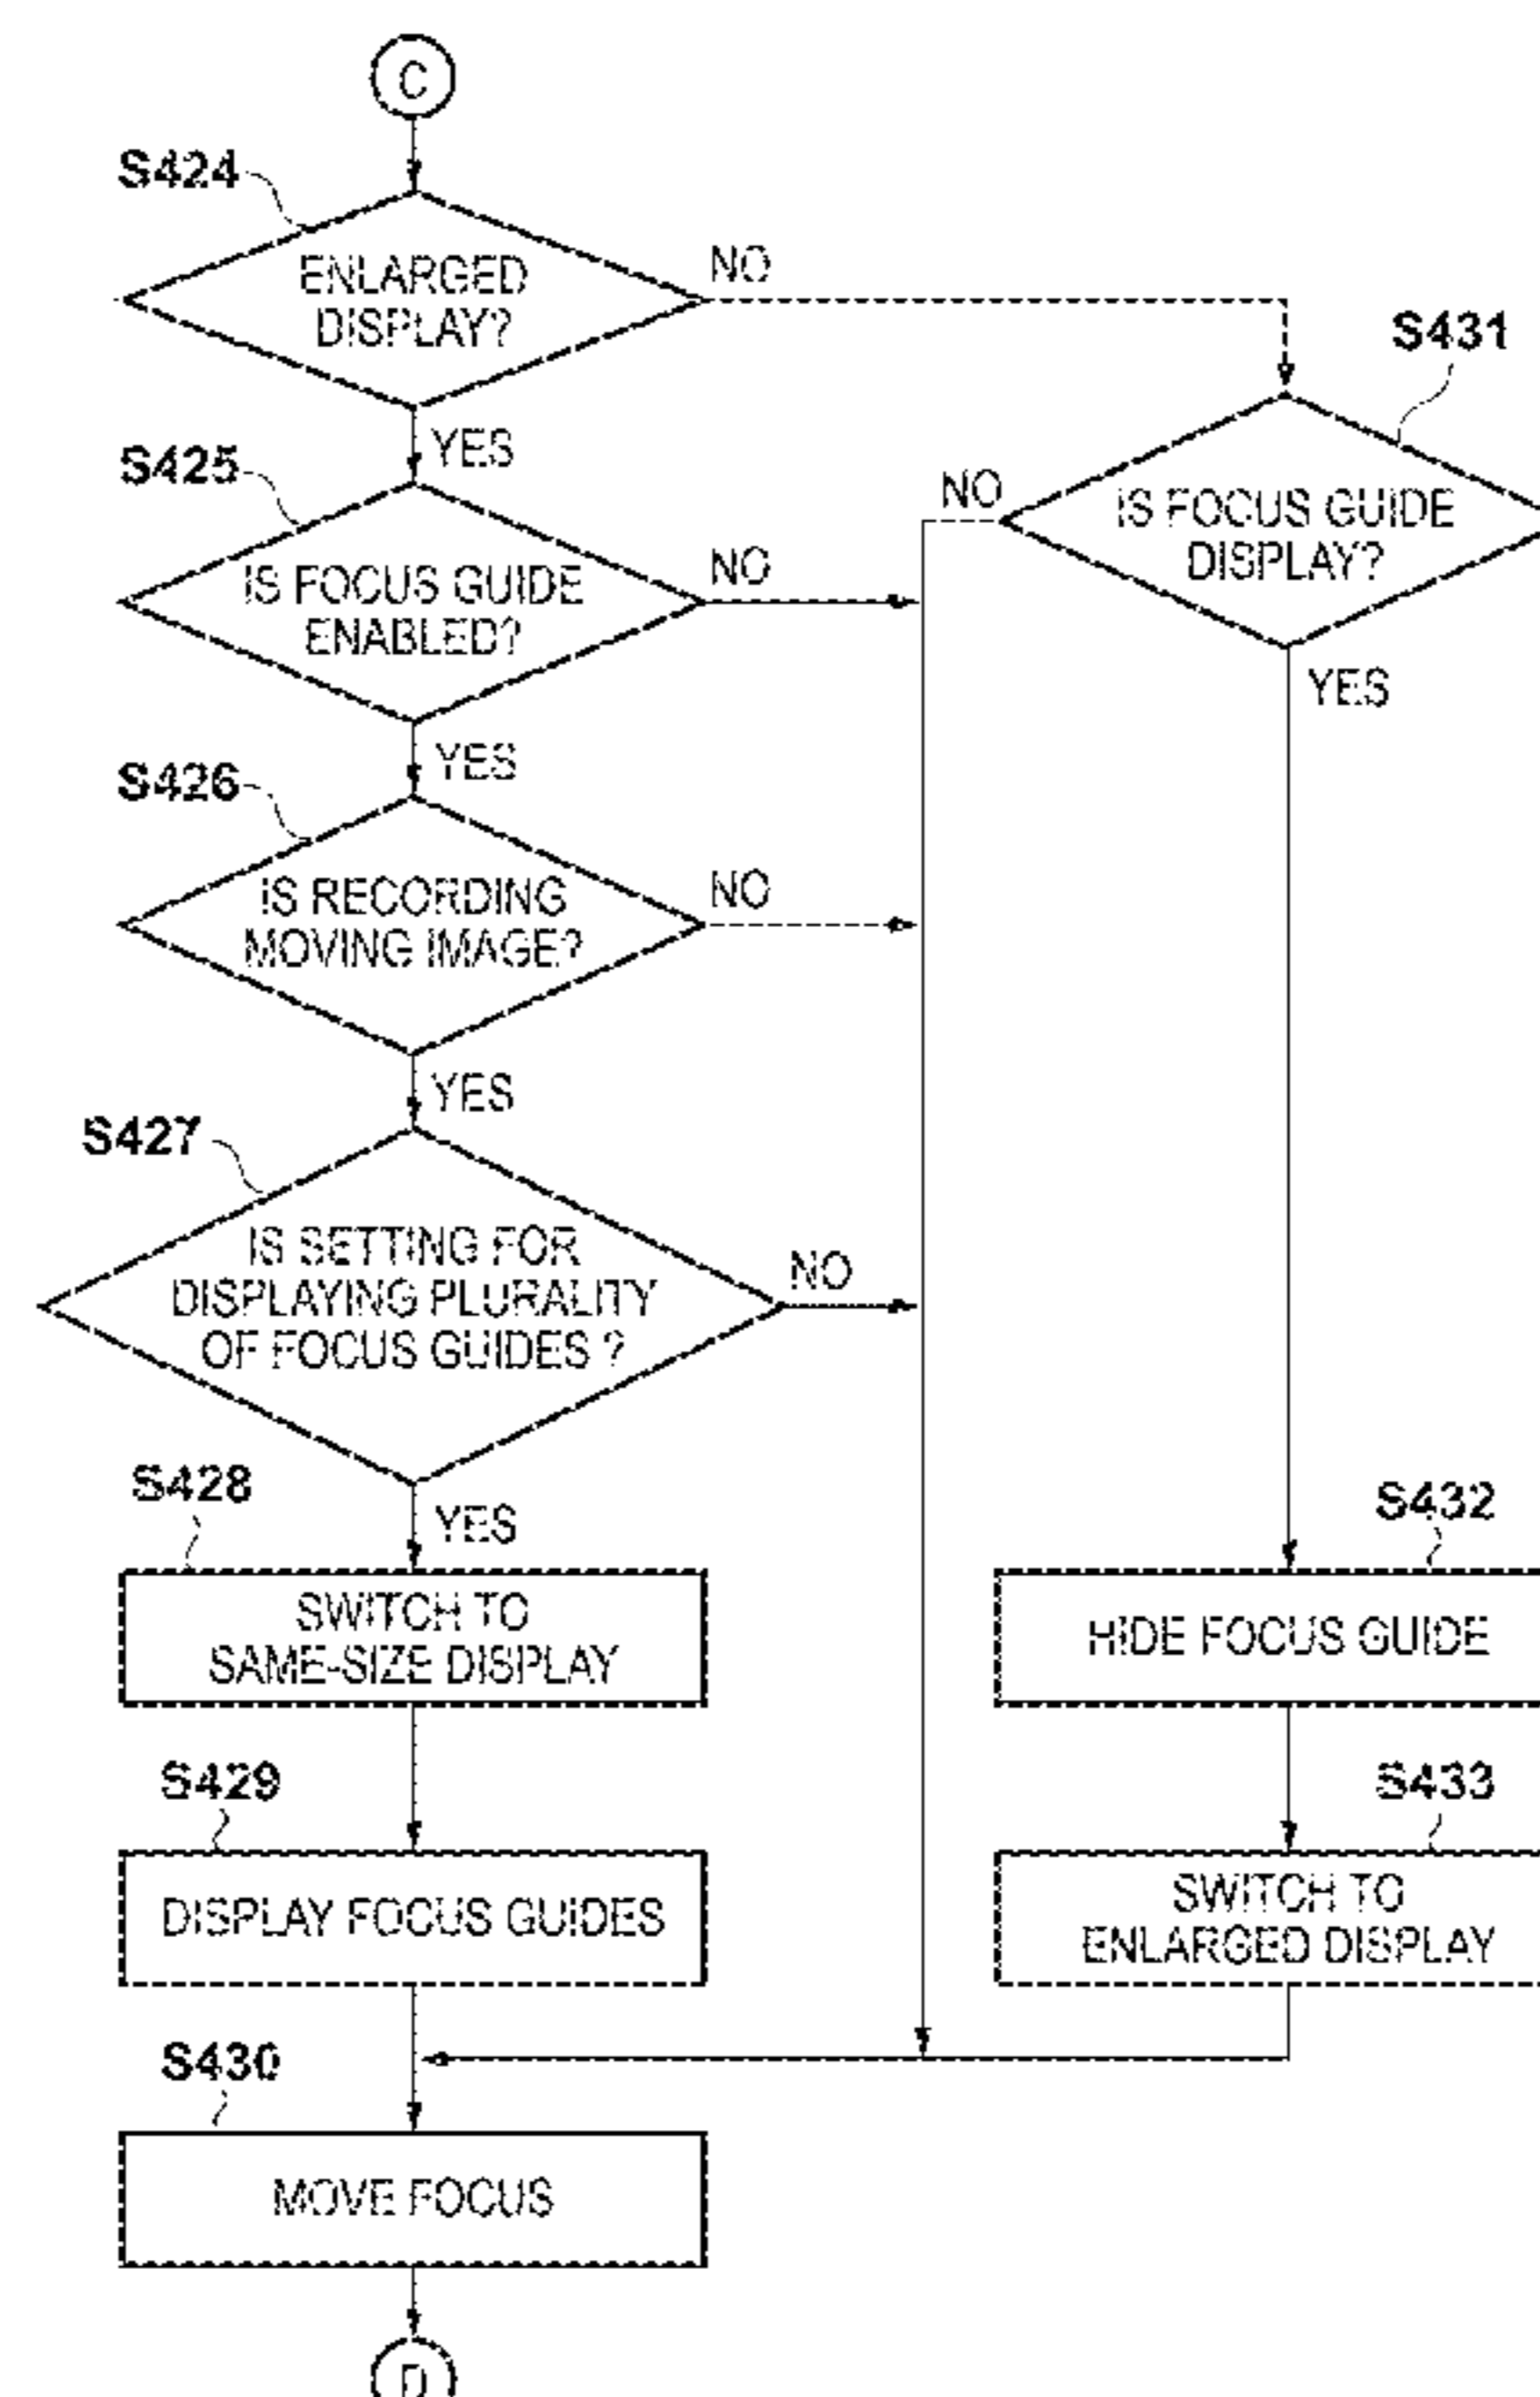 C
S424
ENLARGED
DISPLAY?
NO
YES
S431
IS FOCUS GUIDE
DISPLAY?
NO
YES
S425
IS FOCUS GUIDE
ENABLED?
NO
YES
S426
IS RECORDING
MOVING IMAGE?
NO
YES
S427
IS SETTING FOR
DISPLAYING PLURALITY
OF FOCUS GUIDES ?
NO
YES
S428
SWITCH TO
SAME-SIZE DISPLAY
S432
HIDE FOCUS GUIDE
S429
DISPLAY FOCUS GUIDES
S433
SWITCH TO
ENLARGED DISPLAY
S430
MOVE FOCUS
D